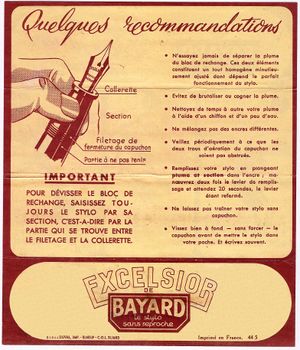 Quelques recommandations
Collerette
Section
Filetage de
fermeture du capuchon
Partie à ne pas tenir
IMPORTANT
POUR DÉVISSER LE BLOC DE
RECHANGE, SAISISSEZ TOU-
JOURS LE STYLO PAR SA
SECTION, C'EST-A-DIRE PAR LA
PARTIE QUI SE TROUVE ENTRE
LE FILETAGE ET LA COLLERETTE.
• N'essayez jamais de séparer la plume
du bloc de rechange. Ces deux éléments
constituent un tout homogène minutieu-
sement ajusté dont dépend le parfait
fonctionnement du stylo.
• Evitez de brutaliser ou cogner la plume.
• Nettoyez de temps à autre votre plume
à l'aide d'un chiffon et d'un peu d'eau.
• Ne mélangez pas des encres différentes.
• Veillez périodiquement à ce que les
deux trous d'aération du capuchon ne
soient pas obstrués.
• Remplissez votre stylo en plongeant
plume et section dans l'encre ; ma-
nœuvrez deux fois le levier de remplis-
sage et attendez 20 secondes, le levier
étant refermé.
• Ne laissez pas traîner votre stylo sans
capuchon.
• Vissez bien à fond - sans forcer - le
capuchon avant de mettre le stylo dans
votre poche. Et écrivez souvent.
EXCELSIOR
DE
BAYARD
le stylo
sans reproche
Imprimé en France. 44 5